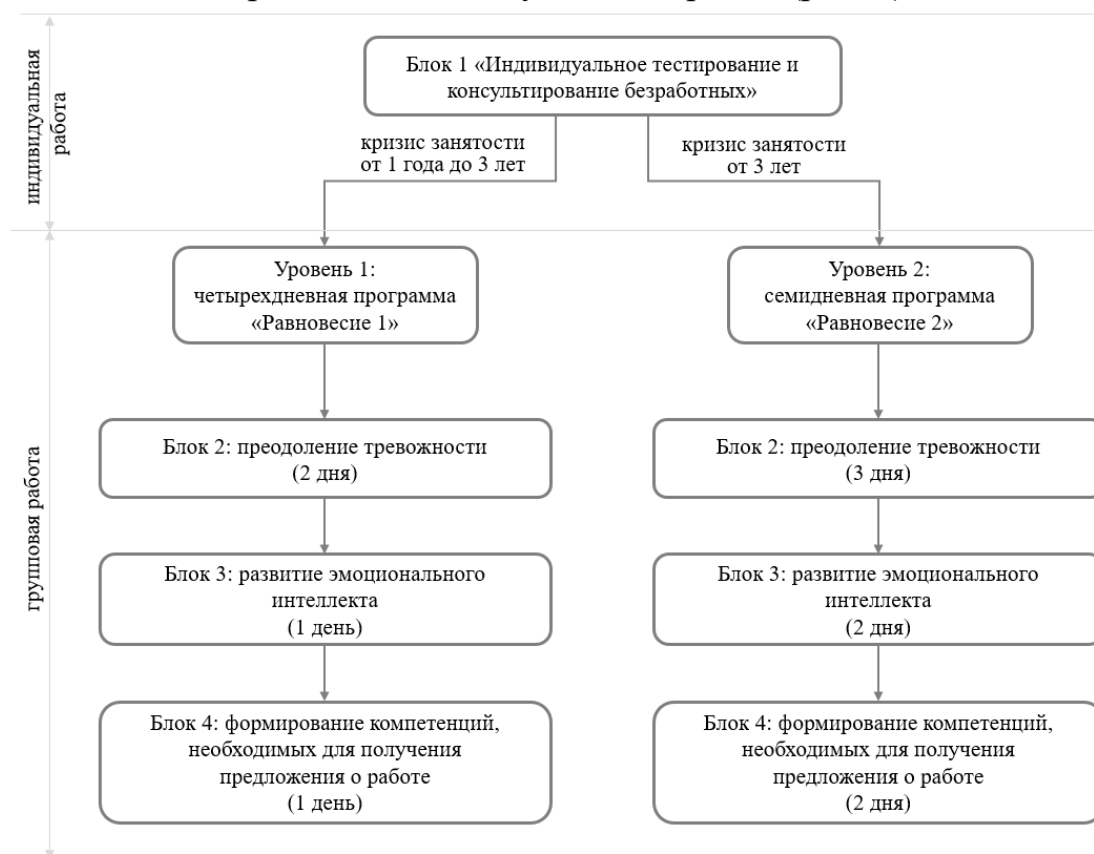 Блок 1 «Индивидуальное тестирование и
консультирование безработных»
индивидуальная
работа
кризис занятости
от 1 года до 3 лет
кризис занятости
от 3 лет
Уровень 1:
четырехдневная программа
«Равновесие 1»
Уровень 2:
семидневная программа
«Равновесие 2»
групповая работа
Блок 2: преодоление тревожности
(2 дня)
Блок 2: преодоление тревожности
(3 дня)
Блок 3: развитие эмоционального
интеллекта
(1 день)
Блок 3: развитие эмоционального
интеллекта
(2 дня)
Блок 4: формирование компетенций,
необходимых для получения
предложения о работе
(1 день)
Блок 4: формирование компетенций,
необходимых для получения
предложения о работе
(2 дня)